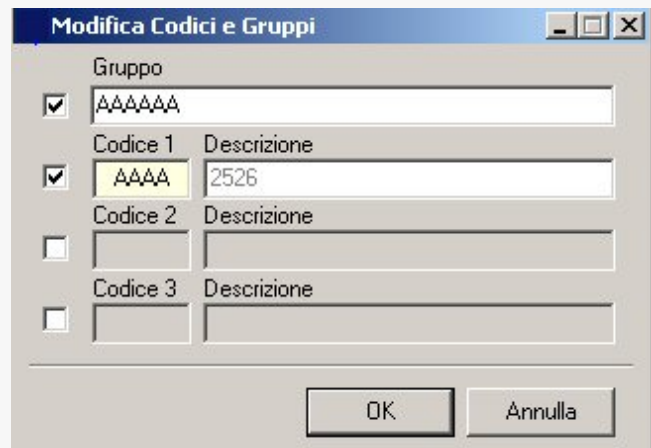 Modifica Codici e Gruppi
Gruppo
AAAAAA
Codice 1 Descrizione
AAAA 2526
Codice 2 Descrizione
Codice 3 Descrizione
OK Annulla